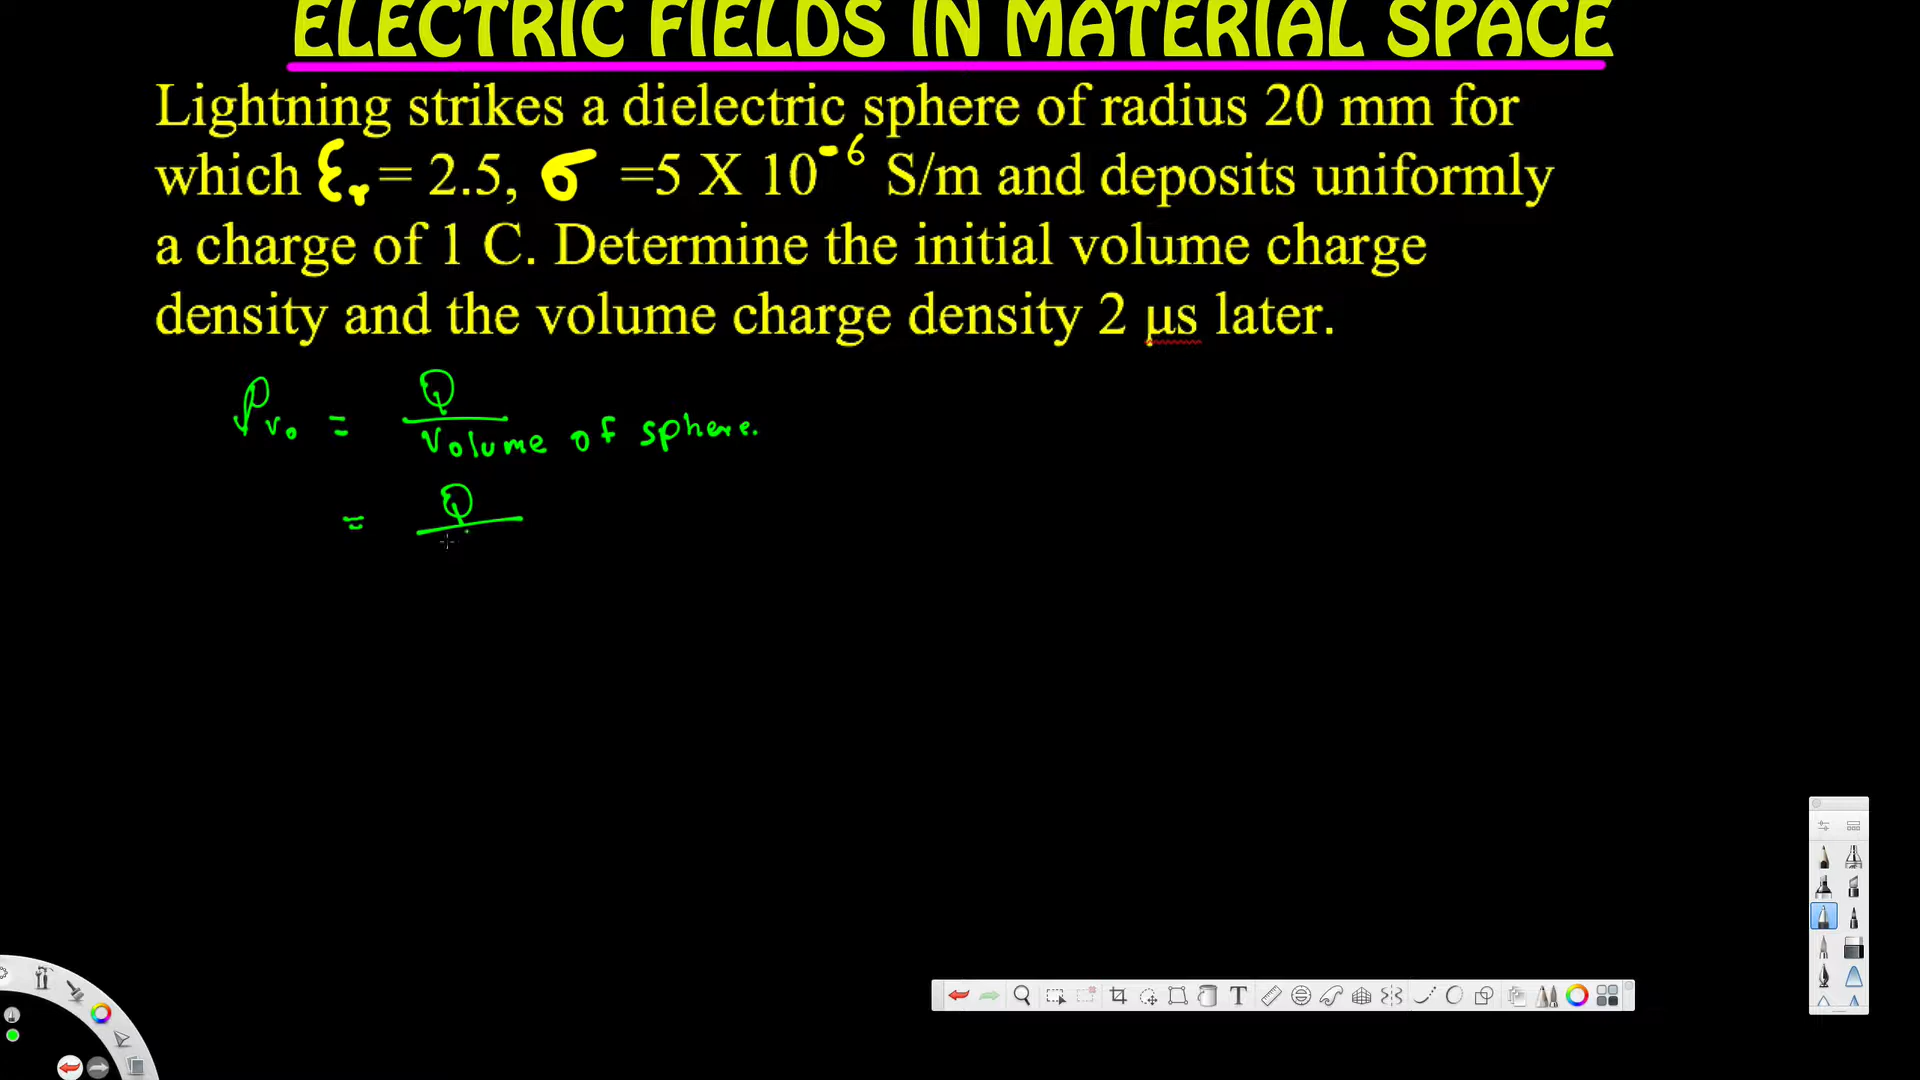 ELECTRIC FIELDS IN MATERIAL SPACE
Lightning strikes a dielectric sphere of radius 20 mm for
which εr = 2.5, σ =5 X 10⁻⁶ S/m and deposits uniformly
a charge of 1 C. Determine the initial volume charge
density and the volume charge density 2 μs later.
ρv₀ = Q / volume of sphere.
= Q